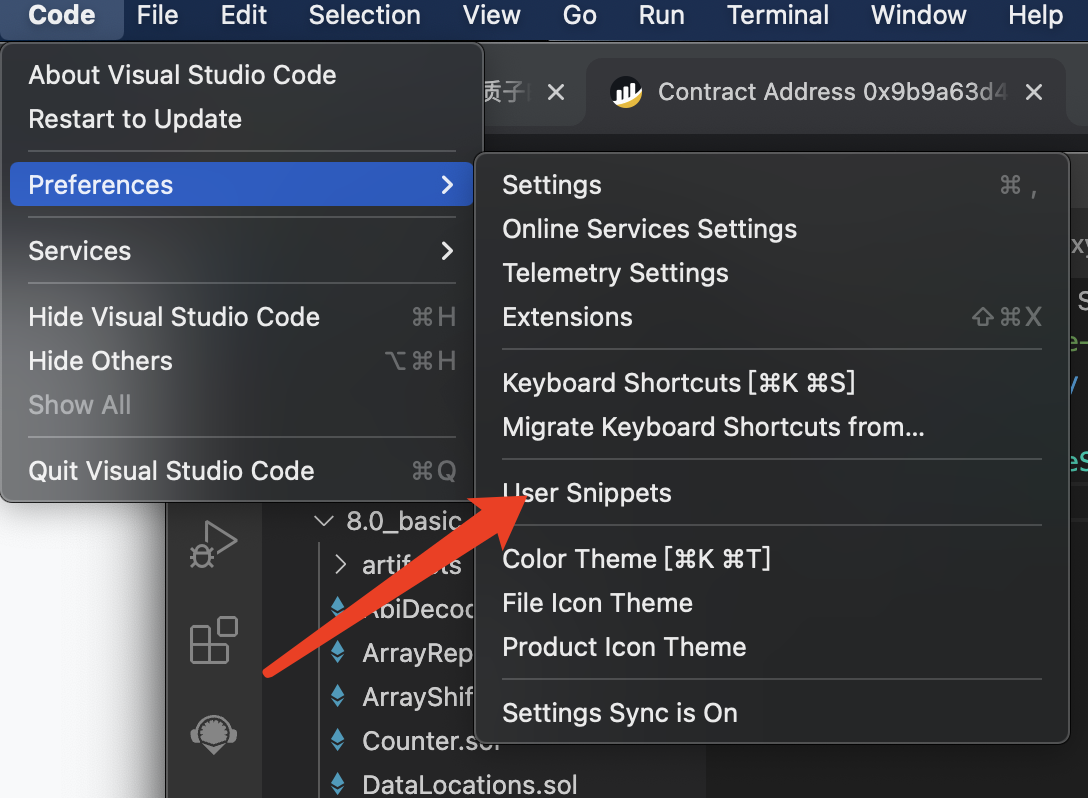 Code File Edit Selection View Go Run Terminal Window Help
质子
Contract Address 0x9b9a63d4
About Visual Studio Code
Restart to Update
Preferences
Services
Hide Visual Studio Code ⌘H
Hide Others ⌥⌘H
Show All
Quit Visual Studio Code ⌘Q
Settings ⌘,
Online Services Settings
Telemetry Settings
Extensions ⇧⌘X
Keyboard Shortcuts [⌘K ⌘S]
Migrate Keyboard Shortcuts from...
User Snippets
Color Theme [⌘K ⌘T]
File Icon Theme
Product Icon Theme
Settings Sync is On
8.0_basic
artifacts
AbiDecod
ArrayRep
ArrayShif
Counter.sol
DataLocations.sol